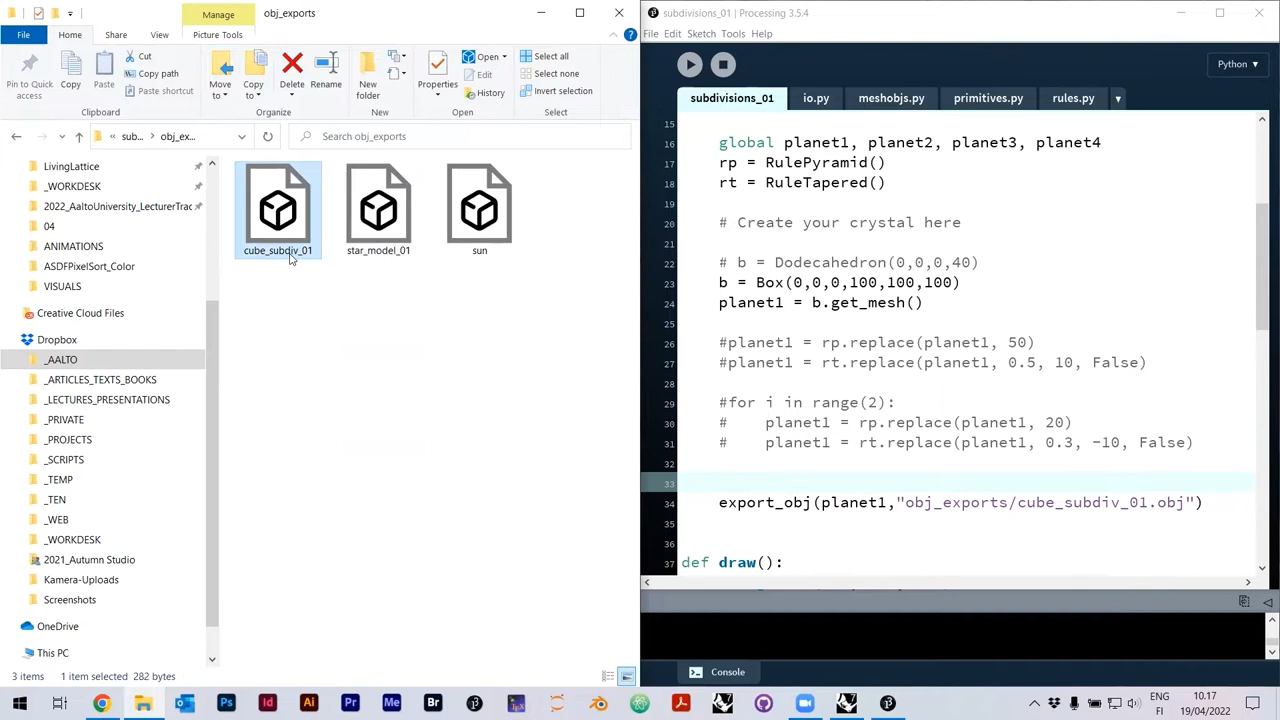 Manage
obj_exports
File
Home
Share
View
Picture Tools
Pin to Quick access
Copy
Paste
Cut
Copy path
Paste shortcut
Clipboard
Move to
Copy to
Delete
Rename
Organize
New folder
New
Properties
Open
Edit
History
Open
Select all
Select none
Invert selection
Select
sub...
obj_ex...
Search obj_exports
LivingLattice
_WORKDESK
2022_AaltoUniversity_LecturerTrac
04
ANIMATIONS
ASDFPixelSort_Color
VISUALS
Creative Cloud Files
Dropbox
_AALTO
_ARTICLES_TEXTS_BOOKS
_LECTURES_PRESENTATIONS
_PRIVATE
_PROJECTS
_SCRIPTS
_TEMP
_TEN
_WEB
_WORKDESK
2021_Autumn Studio
Kamera-Uploads
Screenshots
OneDrive
This PC
cube_subdiv_01
star_model_01
sun
3 items
1 item selected 282 bytes
subdivisions_01 | Processing 3.5.4
File Edit Sketch Tools Help
Python
subdivisions_01
io.py
meshobjs.py
primitives.py
rules.py
15
16 global planet1, planet2, planet3, planet4
17 rp = RulePyramid()
18 rt = RuleTapered()
19
20 # Create your crystal here
21
22 # b = Dodecahedron(0,0,0,40)
23 b = Box(0,0,0,100,100,100)
24 planet1 = b.get_mesh()
25
26 #planet1 = rp.replace(planet1, 50)
27 #planet1 = rt.replace(planet1, 0.5, 10, False)
28
29 #for i in range(2):
30 # planet1 = rp.replace(planet1, 20)
31 # planet1 = rt.replace(planet1, 0.3, -10, False)
32
33
34 export_obj(planet1,"obj_exports/cube_subdiv_01.obj")
35
36
37 def draw():
Console
Ps
Id
Ai
Pr
Me
Br
TEX
ENG
FI
10.17
19/04/2022